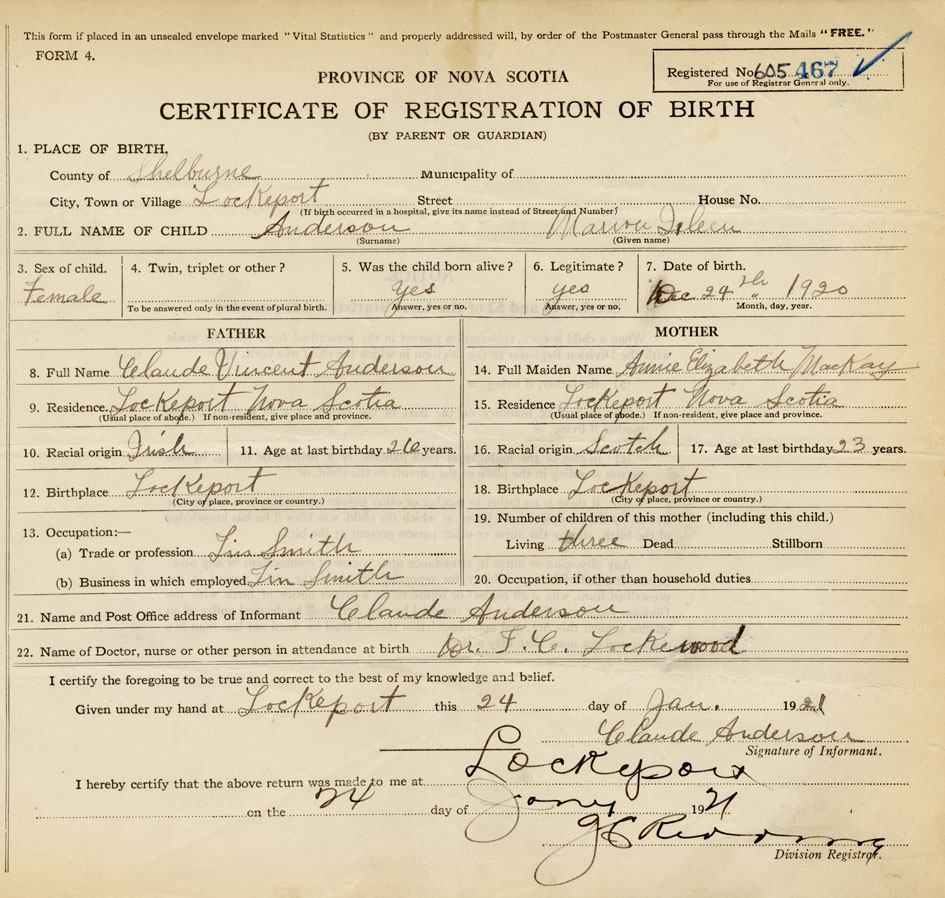 This form if placed in an unsealed envelope marked "Vital Statistics" and properly addressed will, by order of the Postmaster General pass through the Mails "FREE."
FORM 4.
Registered No. 605 467
For use of Registrar General only.
PROVINCE OF NOVA SCOTIA
CERTIFICATE OF REGISTRATION OF BIRTH
(BY PARENT OR GUARDIAN)
1. PLACE OF BIRTH.
County of Shelburne Municipality of
City, Town or Village Lockeport Street House No.
(If birth occurred in a hospital, give its name instead of Street and Number)
2. FULL NAME OF CHILD Anderson Marion Ileen
(Surname) (Given name)
3. Sex of child. 4. Twin, triplet or other? 5. Was the child born alive? 6. Legitimate? 7. Date of birth.
Female Yes yes Dec 24th 1920
To be answered only in the event of plural birth. Answer, yes or no. Answer, yes or no. Month, day, year.
FATHER
8. Full Name Claude Vincent Anderson
9. Residence. Lockeport Nova Scotia
(Usual place of abode.) If non-resident, give place and province.
10. Racial origin Irish 11. Age at last birthday 26 years.
12. Birthplace Lockeport
(City or place, province or country.)
13. Occupation:—
(a) Trade or profession Tin Smith
(b) Business in which employed Tin Smith
MOTHER
14. Full Maiden Name Annie Elizabeth MacKay
15. Residence Lockeport Nova Scotia
(Usual place of abode.) If non-resident, give place and province.
16. Racial origin Scotch 17. Age at last birthday 23 years.
18. Birthplace Lockeport
(City or place, province or country.)
19. Number of children of this mother (including this child.)
Living three Dead Stillborn
20. Occupation, if other than household duties
21. Name and Post Office address of Informant Claude Anderson
22. Name of Doctor, nurse or other person in attendance at birth Dr. F. C. Lockwood
I certify the foregoing to be true and correct to the best of my knowledge and belief.
Given under my hand at Lockeport this 24 day of Jan. 1921
Claude Anderson
Signature of Informant.
I hereby certify that the above return was made to me at Lockeport
on the 24 day of Jany 1921
Division Registrar.